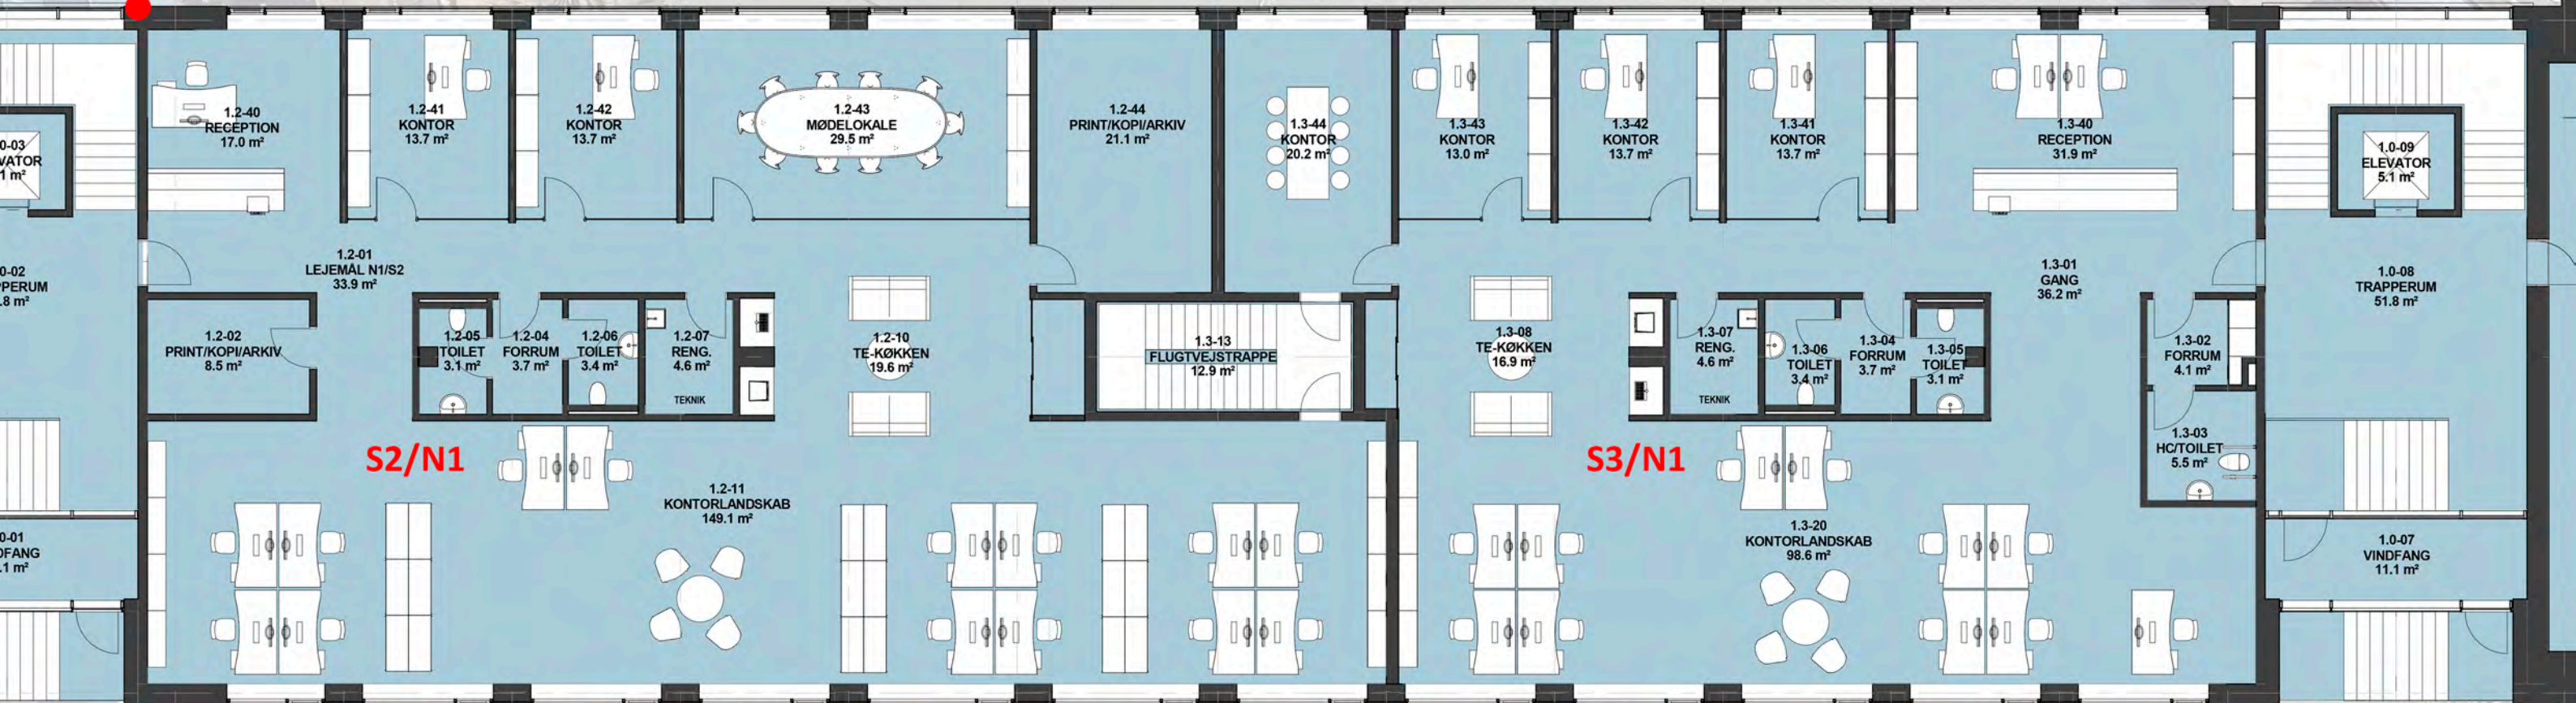 0-03
VATOR
1 m²
0-02
PPERUM
.8 m²
0-01
DFANG
.1 m²
1.2-40
RECEPTION
17.0 m²
1.2-41
KONTOR
13.7 m²
1.2-42
KONTOR
13.7 m²
1.2-43
MØDELOKALE
29.5 m²
1.2-44
PRINT/KOPI/ARKIV
21.1 m²
1.3-44
KONTOR
20.2 m²
1.3-43
KONTOR
13.0 m²
1.3-42
KONTOR
13.7 m²
1.3-41
KONTOR
13.7 m²
1.3-40
RECEPTION
31.9 m²
1.0-09
ELEVATOR
5.1 m²
1.2-01
LEJEMÅL N1/S2
33.9 m²
1.3-01
GANG
36.2 m²
1.0-08
TRAPPERUM
51.8 m²
1.2-02
PRINT/KOPI/ARKIV
8.5 m²
1.2-05
TOILET
3.1 m²
1.2-04
FORRUM
3.7 m²
1.2-06
TOILET
3.4 m²
1.2-07
RENG.
4.6 m²
TEKNIK
1.2-10
TE-KØKKEN
19.6 m²
1.3-13
FLUGTVEJSTRAPPE
12.9 m²
1.3-08
TE-KØKKEN
16.9 m²
1.3-07
RENG.
4.6 m²
TEKNIK
1.3-06
TOILET
3.4 m²
1.3-04
FORRUM
3.7 m²
1.3-05
TOILET
3.1 m²
1.3-02
FORRUM
4.1 m²
1.3-03
HC/TOILET
5.5 m²
S2/N1
S3/N1
1.2-11
KONTORLANDSKAB
149.1 m²
1.3-20
KONTORLANDSKAB
98.6 m²
1.0-07
VINDFANG
11.1 m²